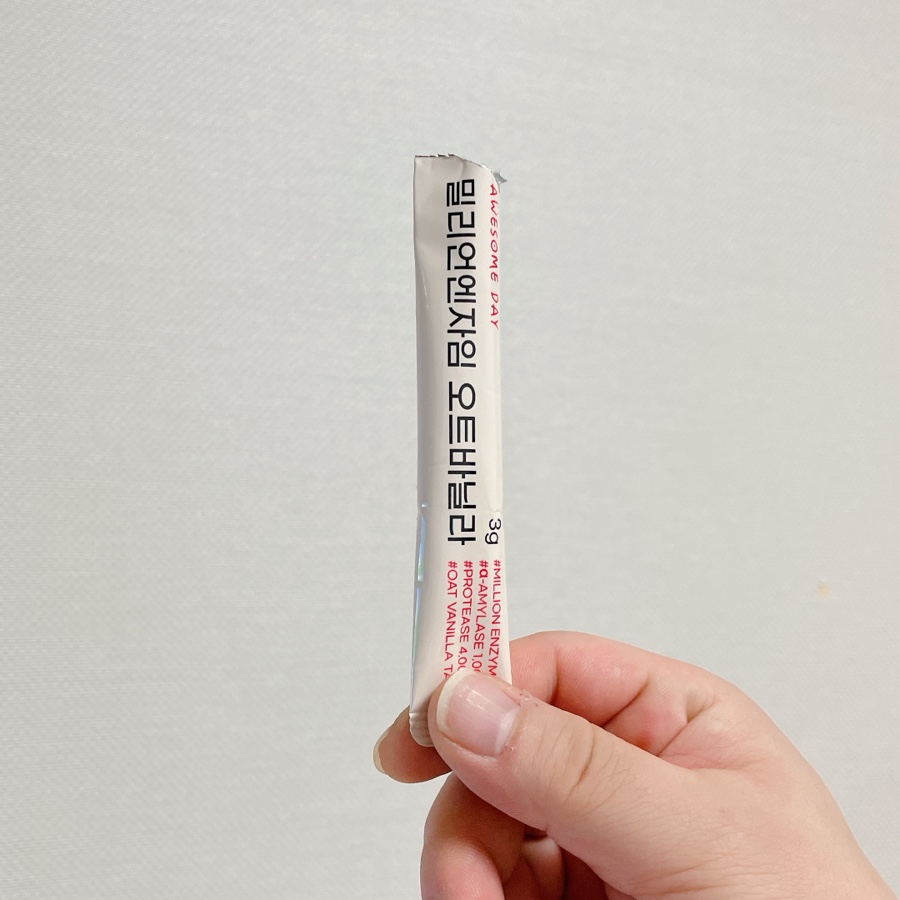 AWESOME DAY
밀리언엔자임 오트바닐라
3g
#MILLION ENZYM
#α-AMYLASE 1,0
#PROTEASE 4,0
#OAT VANILLA